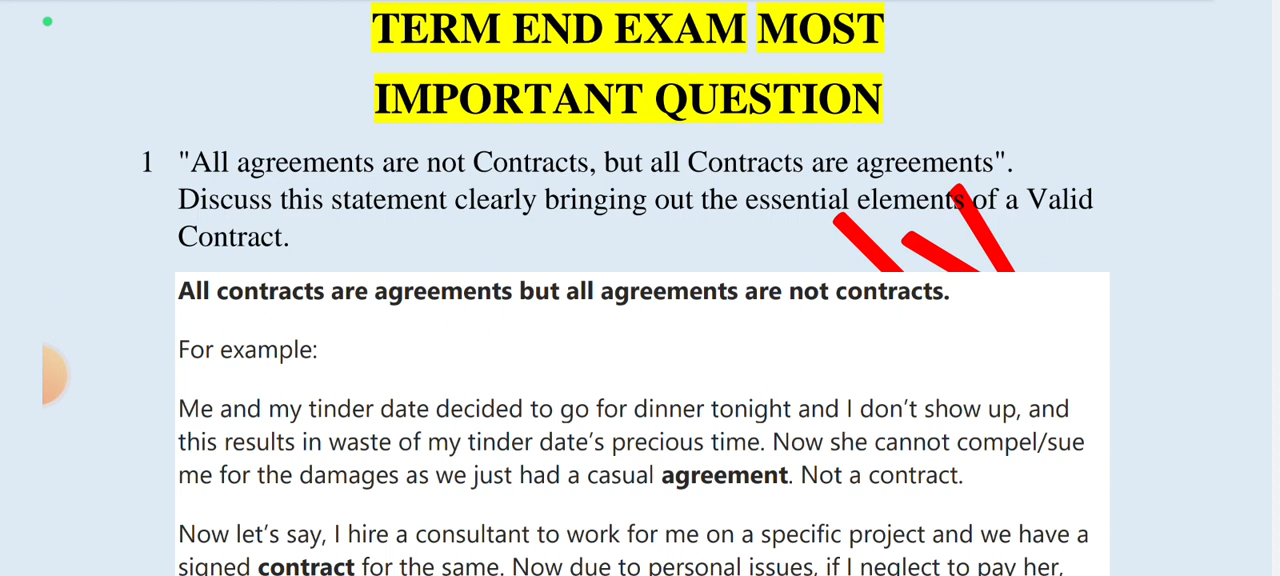 TERM END EXAM MOST
IMPORTANT QUESTION
1 "All agreements are not Contracts, but all Contracts are agreements".
Discuss this statement clearly bringing out the essential elements of a Valid
Contract.
All contracts are agreements but all agreements are not contracts.
For example:
Me and my tinder date decided to go for dinner tonight and I don’t show up, and
this results in waste of my tinder date’s precious time. Now she cannot compel/sue
me for the damages as we just had a casual agreement. Not a contract.
Now let’s say, I hire a consultant to work for me on a specific project and we have a
signed contract for the same. Now due to personal issues, if I neglect to pay her,